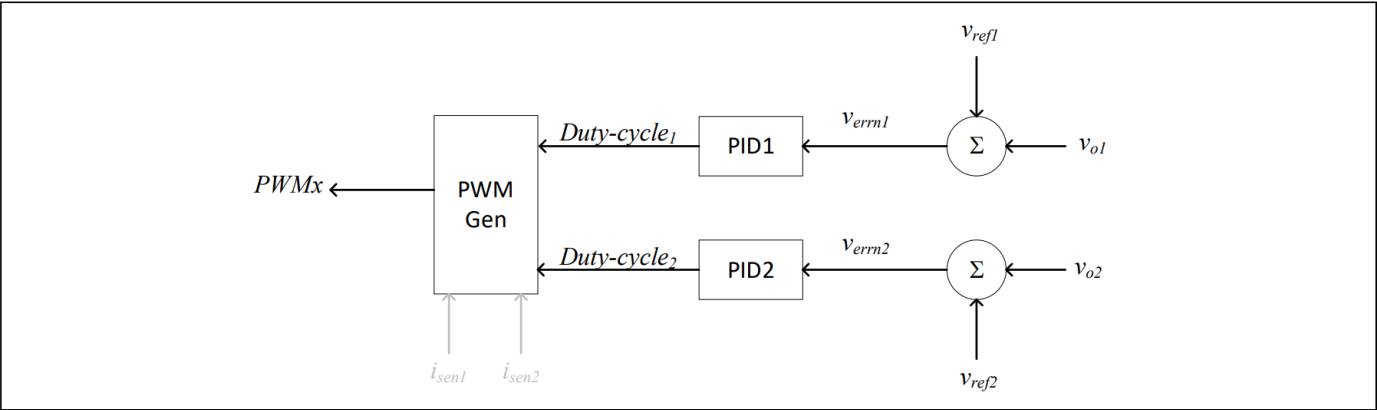 v_ref1
Duty-cycle_1
PID1
v_errn1
Σ
v_o1
PWMx
PWM
Gen
Duty-cycle_2
PID2
v_errn2
Σ
v_o2
i_sen1
i_sen2
v_ref2